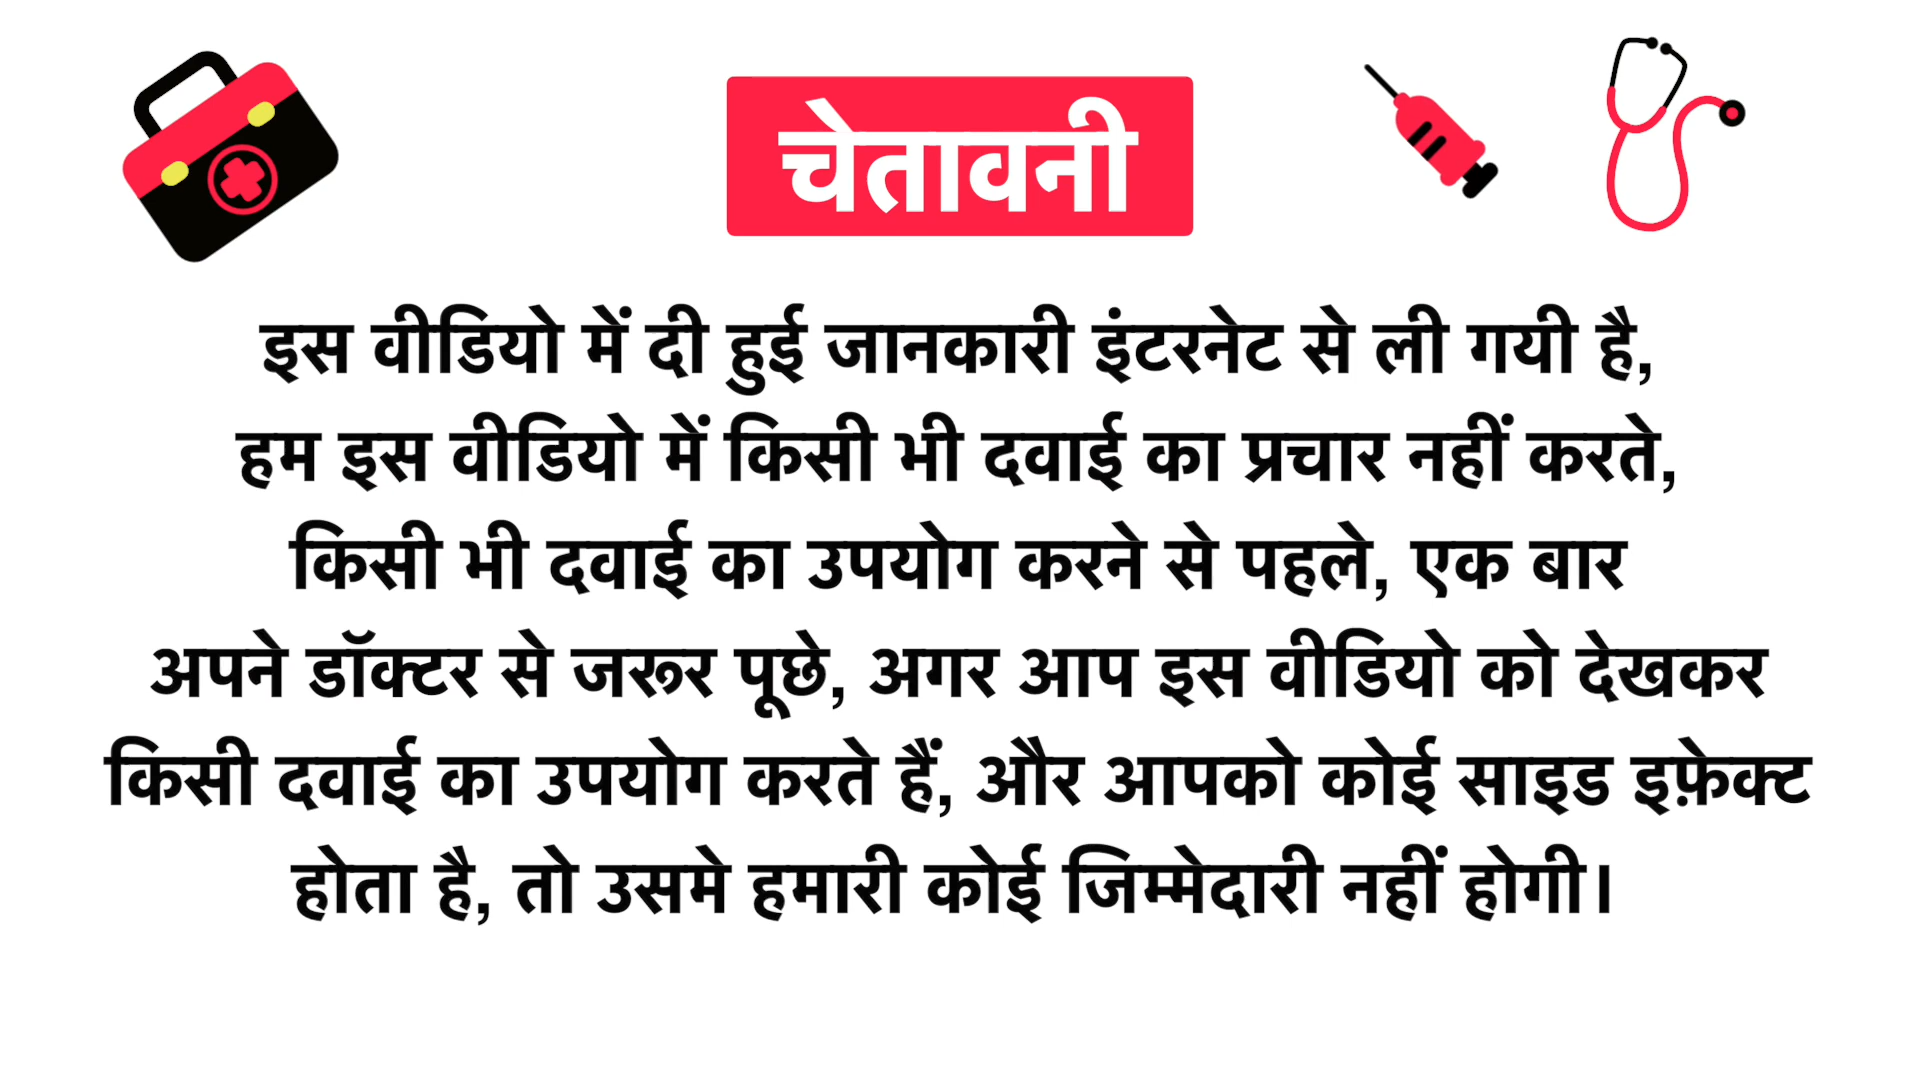 चेतावनी
इस वीडियो में दी हुई जानकारी इंटरनेट से ली गयी है,
हम इस वीडियो में किसी भी दवाई का प्रचार नहीं करते,
किसी भी दवाई का उपयोग करने से पहले, एक बार
अपने डॉक्टर से जरूर पूछे, अगर आप इस वीडियो को देखकर
किसी दवाई का उपयोग करते हैं, और आपको कोई साइड इफ़ेक्ट
होता है, तो उसमे हमारी कोई जिम्मेदारी नहीं होगी।